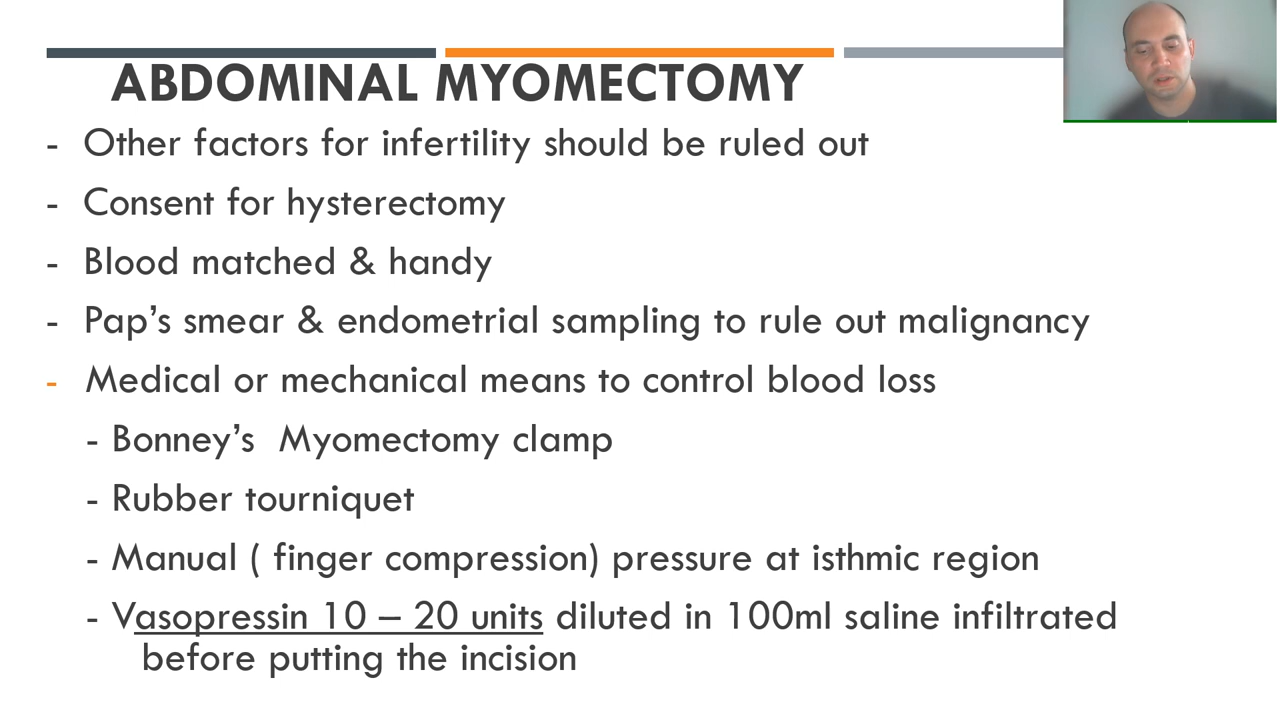 ABDOMINAL MYOMECTOMY
- Other factors for infertility should be ruled out
- Consent for hysterectomy
- Blood matched & handy
- Pap’s smear & endometrial sampling to rule out malignancy
- Medical or mechanical means to control blood loss
- Bonney’s  Myomectomy clamp
- Rubber tourniquet
- Manual ( finger compression) pressure at isthmic region
- Vasopressin 10 – 20 units diluted in 100ml saline infiltrated
before putting the incision